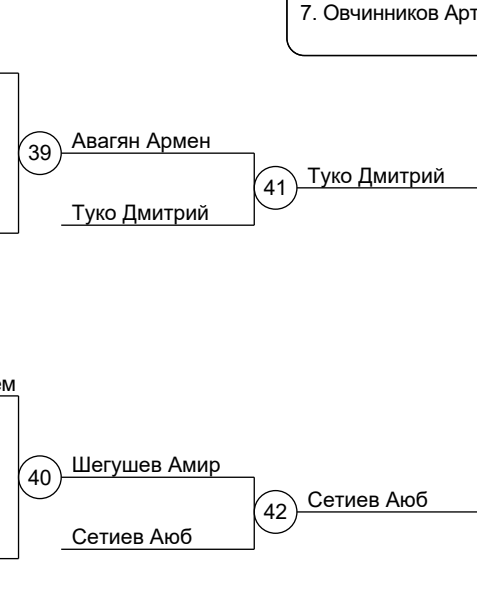 7. Овчинников Арт
39
Авагян Армен
41
Туко Дмитрий
Туко Дмитрий
ем
40
Шегушев Амир
42
Сетиев Аюб
Сетиев Аюб